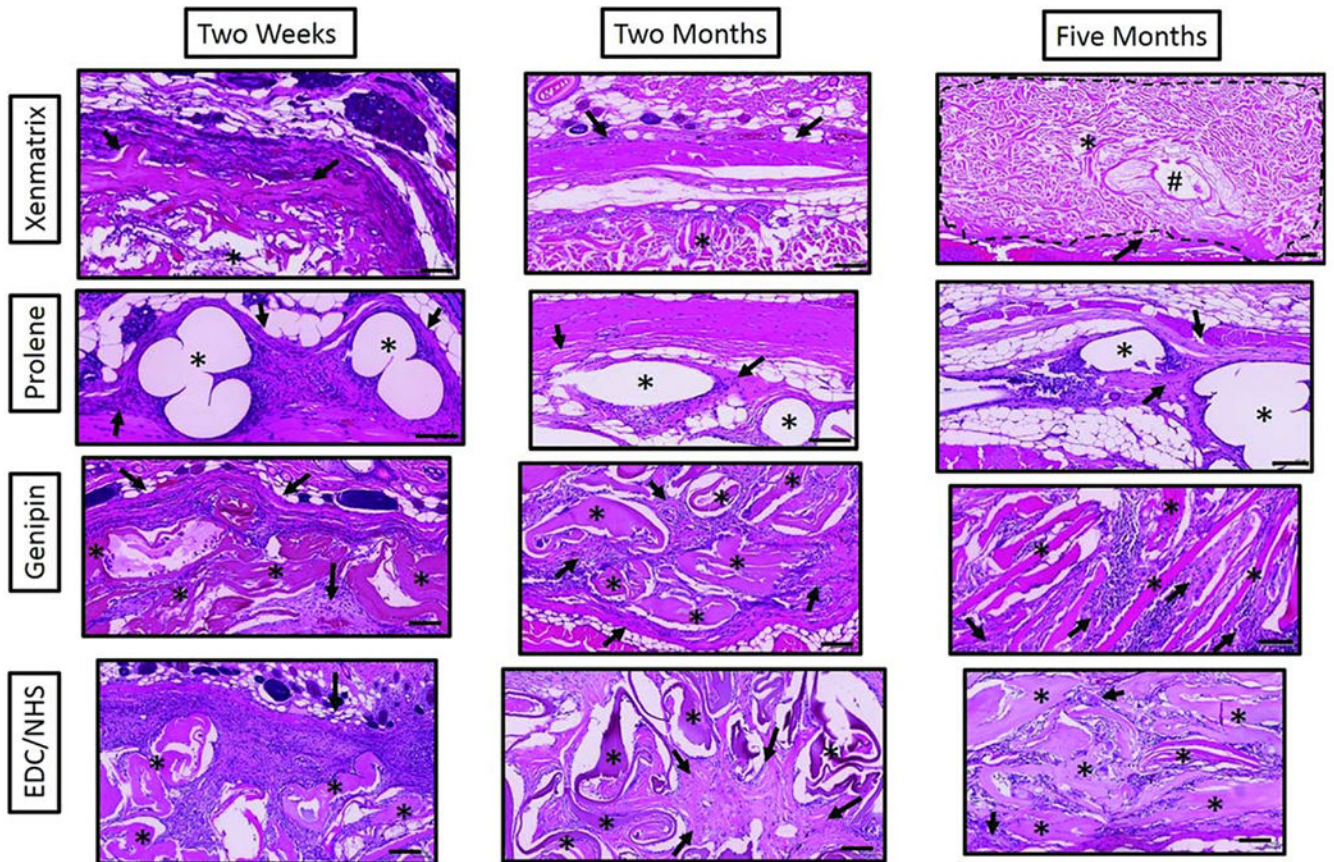 Two Weeks
Two Months
Five Months
Xenmatrix
*
*
*
#
Prolene
* *
* *
* *
Genipin
* * * *
* * * * * *
* * * *
EDC/NHS
* * * *
* * * * *
* * * * * *